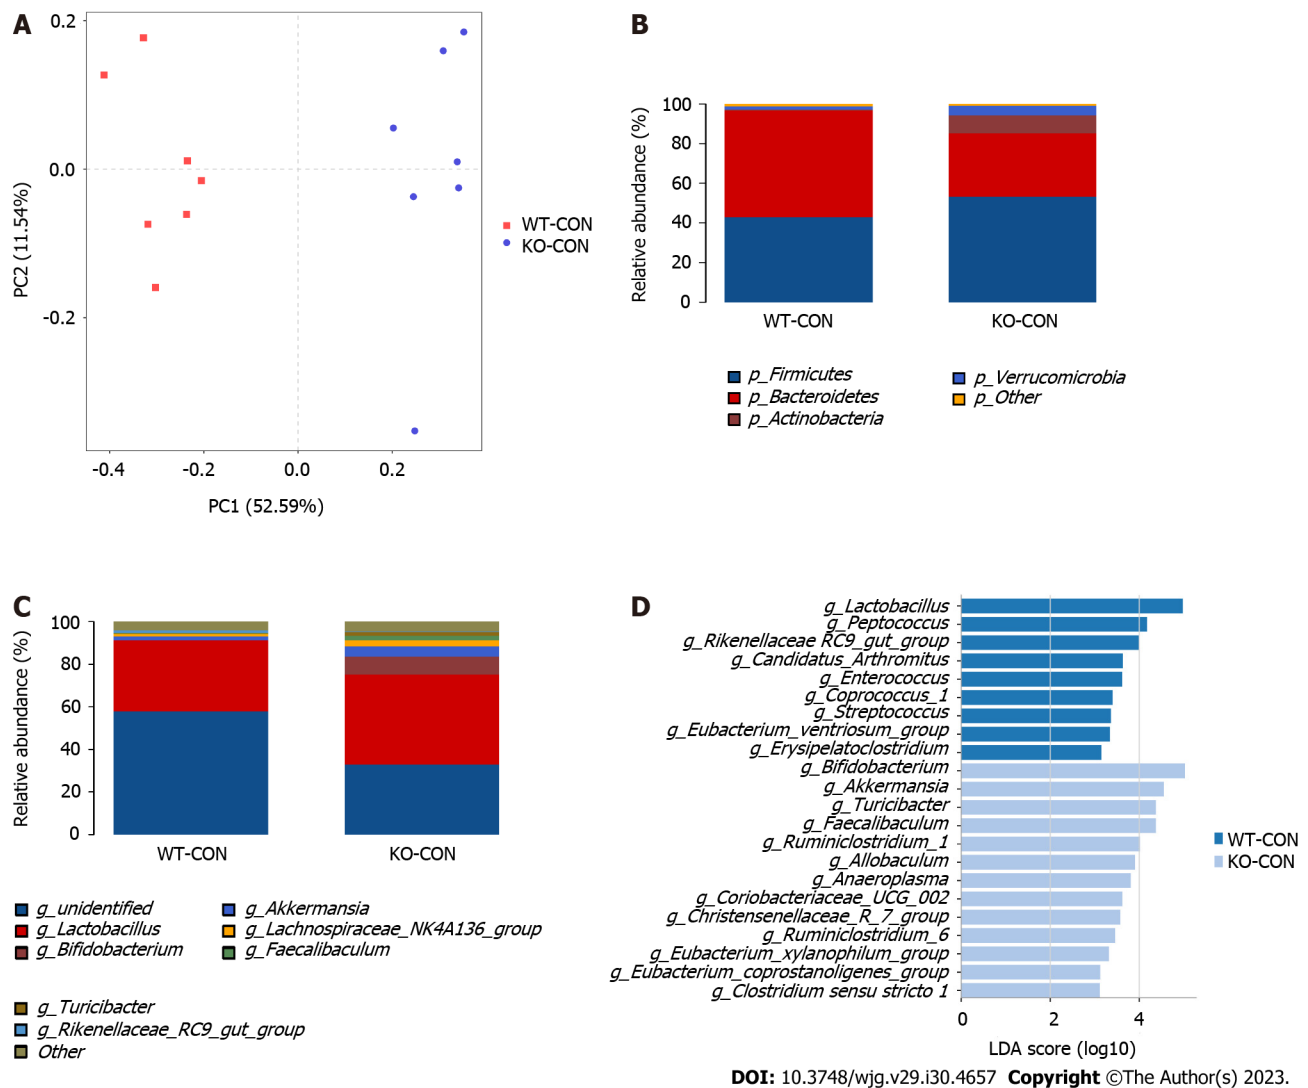 A
0.2
0.0
-0.2
PC2 (11.54%)
-0.4
-0.2
0.0
0.2
PC1 (52.59%)
WT-CON
KO-CON
B
Relative abundance (%)
100
80
60
40
20
0
WT-CON
KO-CON
p_Firmicutes
p_Bacteroidetes
p_Actinobacteria
p_Verrucomicrobia
p_Other
C
Relative abundance (%)
100
80
60
40
20
0
WT-CON
KO-CON
g_unidentified
g_Lactobacillus
g_Bifidobacterium
g_Akkermansia
g_Lachnospiraceae_NK4A136_group
g_Faecalibaculum
g_Turicibacter
g_Rikenellaceae_RC9_gut_group
Other
D
g_Lactobacillus
g_Peptococcus
g_Rikenellaceae RC9_gut_group
g_Candidatus_Arthromitus
g_Enterococcus
g_Coprococcus_1
g_Streptococcus
g_Eubacterium_ventriosum_group
g_Erysipelatoclostridium
g_Bifidobacterium
g_Akkermansia
g_Turicibacter
g_Faecalibaculum
g_Ruminiclostridium_1
g_Allobaculum
g_Anaeroplasma
g_Coriobacteriaceae_UCG_002
g_Christensenellaceae_R_7_group
g_Ruminiclostridium_6
g_Eubacterium_xylanophilum_group
g_Eubacterium_coprostanoligenes_group
g_Clostridium sensu stricto 1
0
2
4
LDA score (log10)
WT-CON
KO-CON
DOI: 10.3748/wjg.v29.i30.4657 Copyright ©The Author(s) 2023.